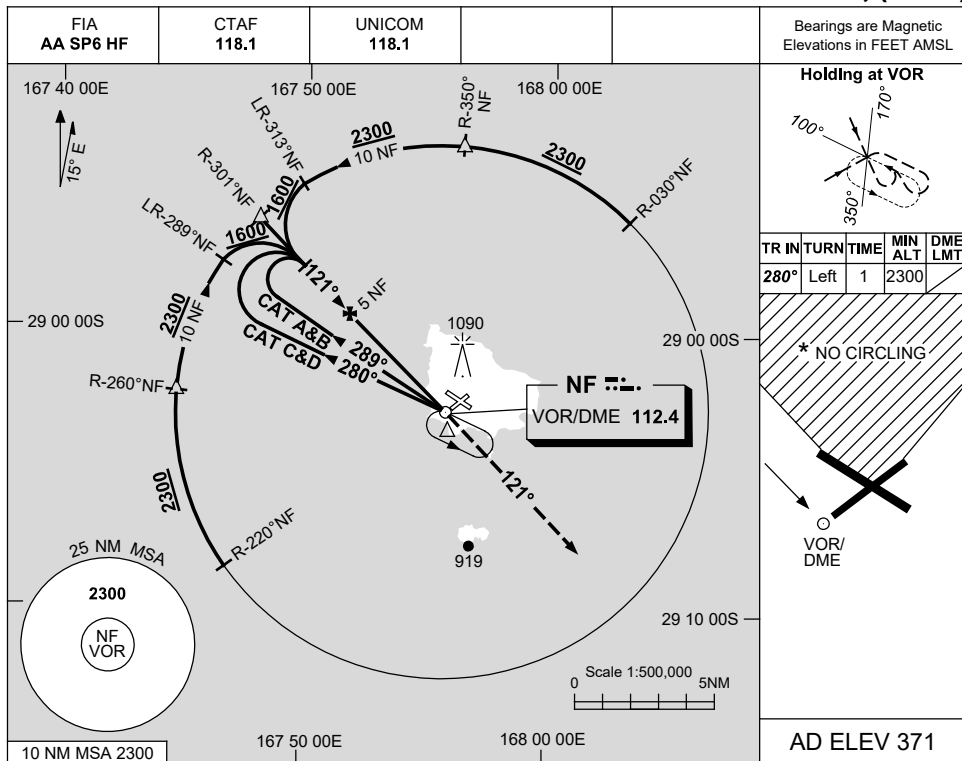 FIA
AA SP6 HF
CTAF
118.1
UNICOM
118.1
Bearings are Magnetic
Elevations in FEET AMSL
167 40 00E
167 50 00E
168 00 00E
15° E
LR-313°NF
R-301°NF
LR-289°NF
2300
10 NF
R-350°
NF
2300
R-030°NF
1600
1600
121°
5 NF
2300
10 NF
CAT A&B
289°
CAT C&D
280°
29 00 00S
29 00 00S
1090
R-260°NF
NF
VOR/DME 112.4
2300
R-220°NF
121°
919
25 NM MSA
2300
NF
VOR
29 10 00S
Scale 1:500,000
0
5NM
10 NM MSA 2300
167 50 00E
168 00 00E
Holding at VOR
100°
170°
350°
TR IN
TURN
TIME
MIN
ALT
DME
LMT
280°
Left
1
2300
* NO CIRCLING
VOR/
DME
AD ELEV 371